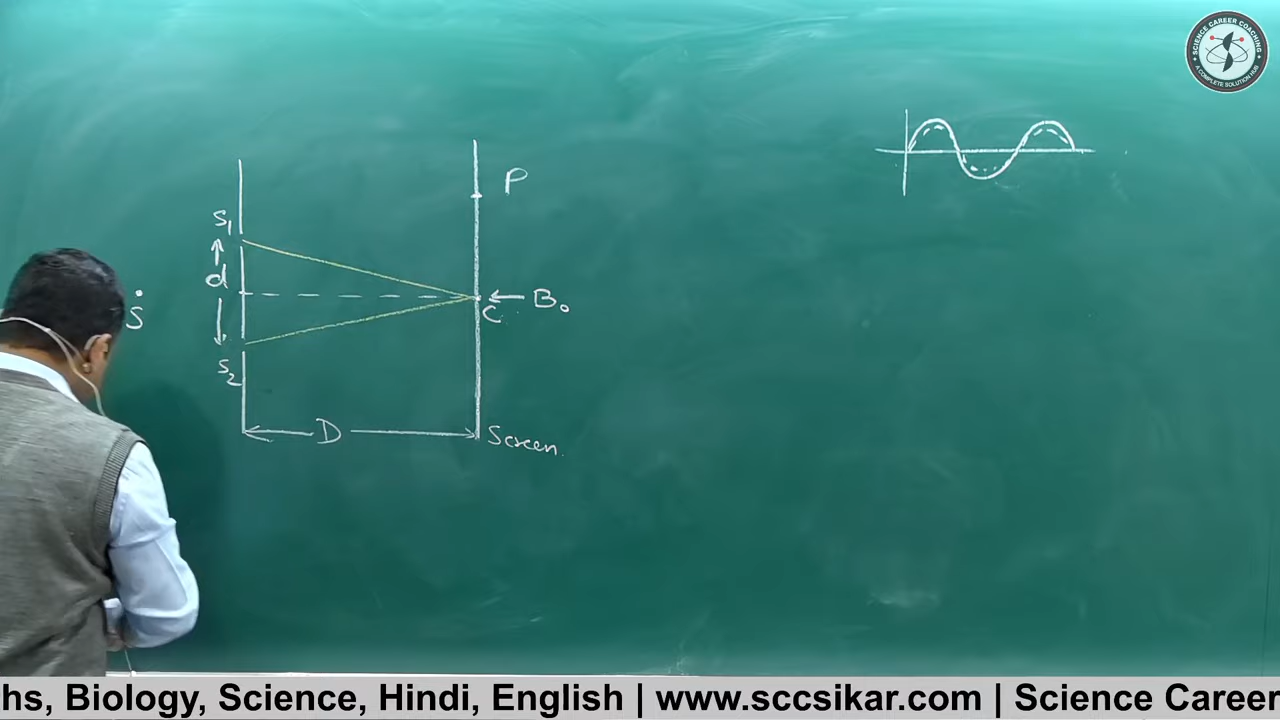 SCIENCE CAREER COACHING
A COMPLETE SOLUTION HUB
P
S₁
d
S
C
B₀
S₂
D
Screen.
hs, Biology, Science, Hindi, English | www.sccsikar.com | Science Career